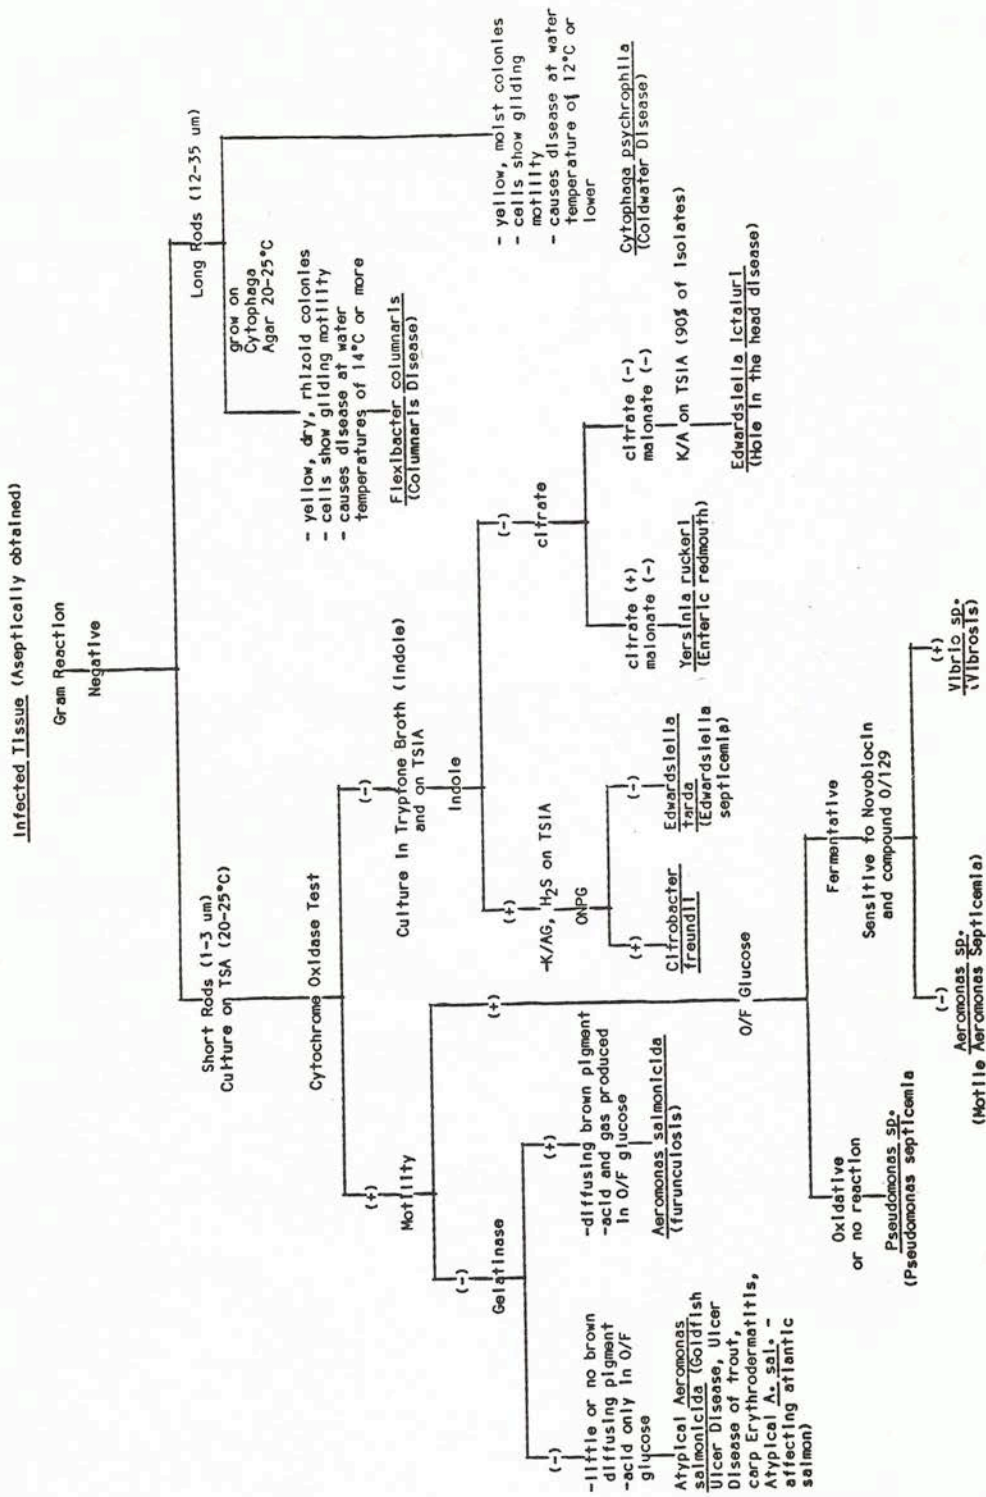 Infected Tissue (Aseptically obtained)
Gram Reaction
Negative
Short Rods (1-3 um)
Culture on TSA (20-25°C)
Long Rods (12-35 um)
grow on
Cytophaga
Agar 20-25°C
- yellow, dry, rhizoid colonies
- cells show gliding motility
- causes disease at water
temperatures of 14°C or more
Flexibacter columnaris
(Columnaris Disease)
- yellow, moist colonies
- cells show gliding
motility
- causes disease at water
temperature of 12°C or
lower
Cytophaga psychrophila
(Coldwater Disease)
Cytochrome Oxidase Test
(+)
Motility
(-)
Culture in Tryptone Broth (Indole)
and on TSIA
Indole
(-)
Gelatinase
(+)
(+)
-K/AG, H2S on TSIA
ONPG
(-)
citrate
(-)
-little or no brown
diffusing pigment
-acid only in O/F
glucose
Atypical Aeromonas
salmonicida (Goldfish
Ulcer Disease, Ulcer
Disease of trout,
carp Erythrodermatitis,
Atypical A. sal. -
affecting atlantic
salmon)
(+)
-diffusing brown pigment
-acid and gas produced
in O/F glucose
Aeromonas salmonicida
(furunculosis)
(+)
Citrobacter
freundii
(-)
Edwardsiella
tarda
(Edwardsiella
septicemia)
citrate (+)
malonate (-)
Yersinia ruckeri
(Enteric redmouth)
citrate (-)
malonate (-)
K/A on TSIA (90% of Isolates)
Edwardsiella ictaluri
(Hole in the head disease)
O/F Glucose
Oxidative
or no reaction
Pseudomonas sp.
(Pseudomonas septicemia
Fermentative
Sensitive to Novobiocin
and compound 0/129
(-)
Aeromonas sp.
(Motile Aeromonas Septicemia)
(+)
Vibrio sp.
(Vibrosis)